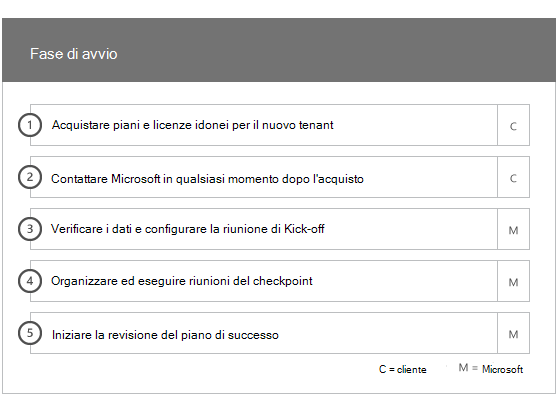 Fase di avvio
1 Acquistare piani e licenze idonei per il nuovo tenant C
2 Contattare Microsoft in qualsiasi momento dopo l'acquisto C
3 Verificare i dati e configurare la riunione di Kick-off M
4 Organizzare ed eseguire riunioni del checkpoint M
5 Iniziare la revisione del piano di successo M
C = cliente M = Microsoft